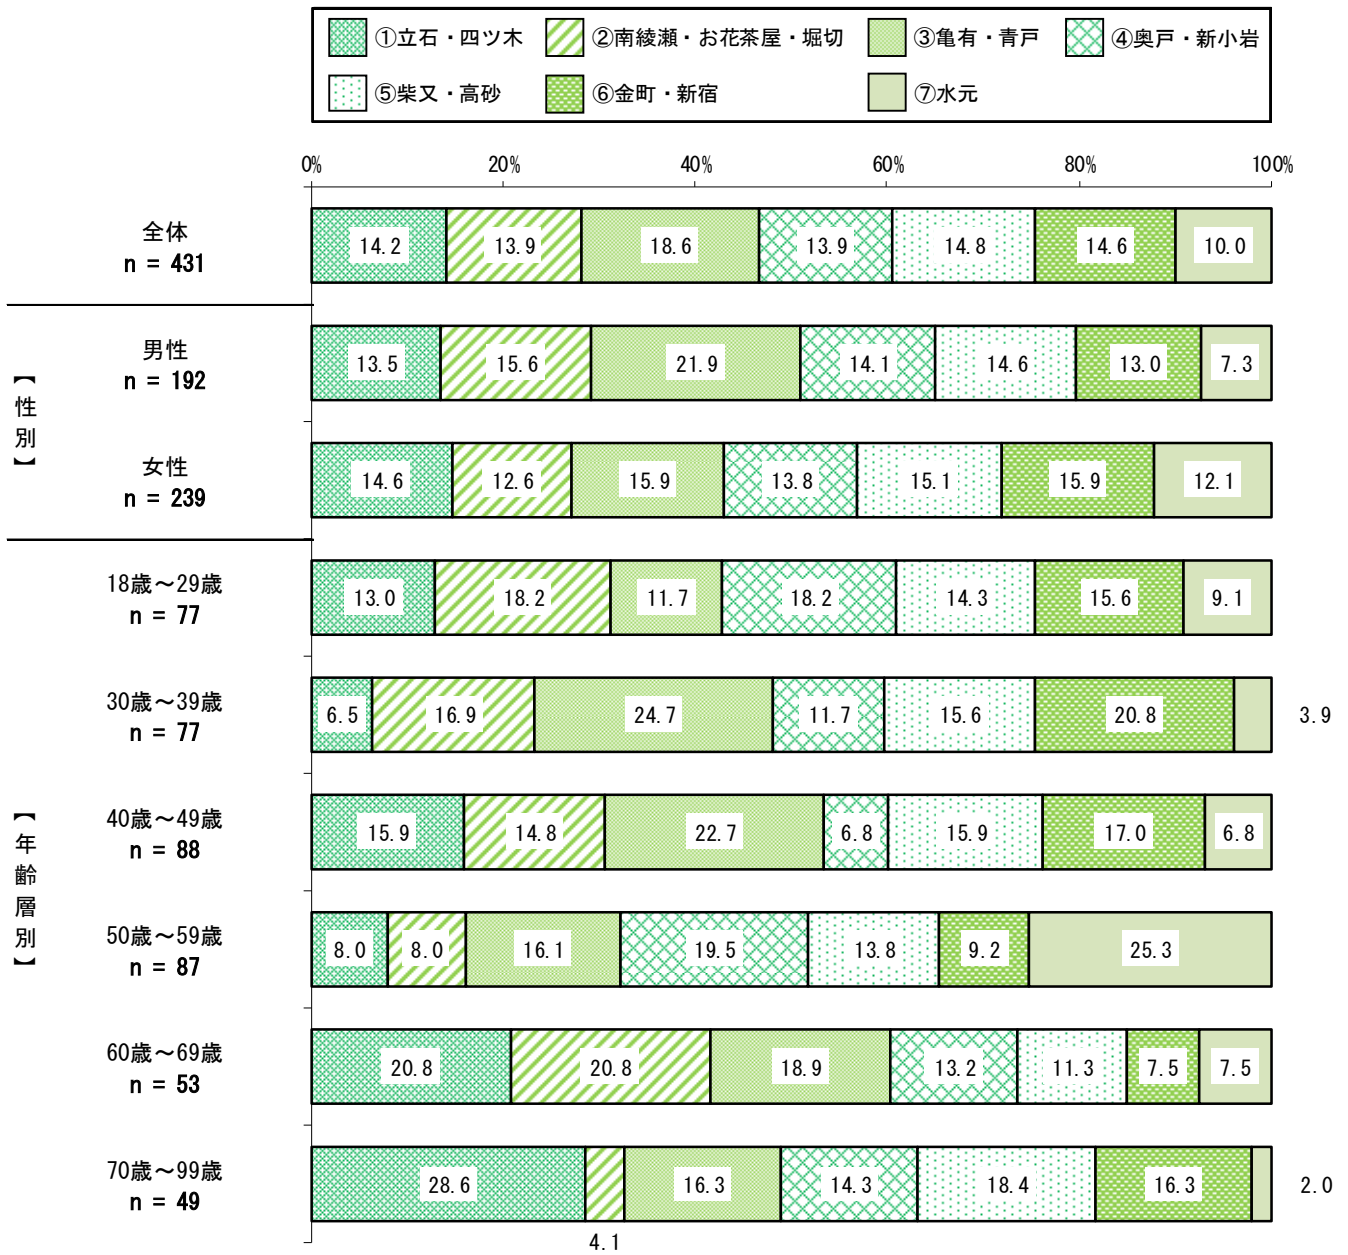 ①立石・四ツ木 ②南綾瀬・お花茶屋・堀切 ③亀有・青戸 ④奥戸・新小岩
⑤柴又・高砂 ⑥金町・新宿 ⑦水元
0% 20% 40% 60% 80% 100%
全体
n = 431
14.2 13.9 18.6 13.9 14.8 14.6 10.0
【性別】
男性
n = 192
13.5 15.6 21.9 14.1 14.6 13.0 7.3
女性
n = 239
14.6 12.6 15.9 13.8 15.1 15.9 12.1
【年齢層別】
18歳～29歳
n = 77
13.0 18.2 11.7 18.2 14.3 15.6 9.1
30歳～39歳
n = 77
6.5 16.9 24.7 11.7 15.6 20.8 3.9
40歳～49歳
n = 88
15.9 14.8 22.7 6.8 15.9 17.0 6.8
50歳～59歳
n = 87
8.0 8.0 16.1 19.5 13.8 9.2 25.3
60歳～69歳
n = 53
20.8 20.8 18.9 13.2 11.3 7.5 7.5
70歳～99歳
n = 49
28.6 16.3 14.3 18.4 16.3 2.0
4.1